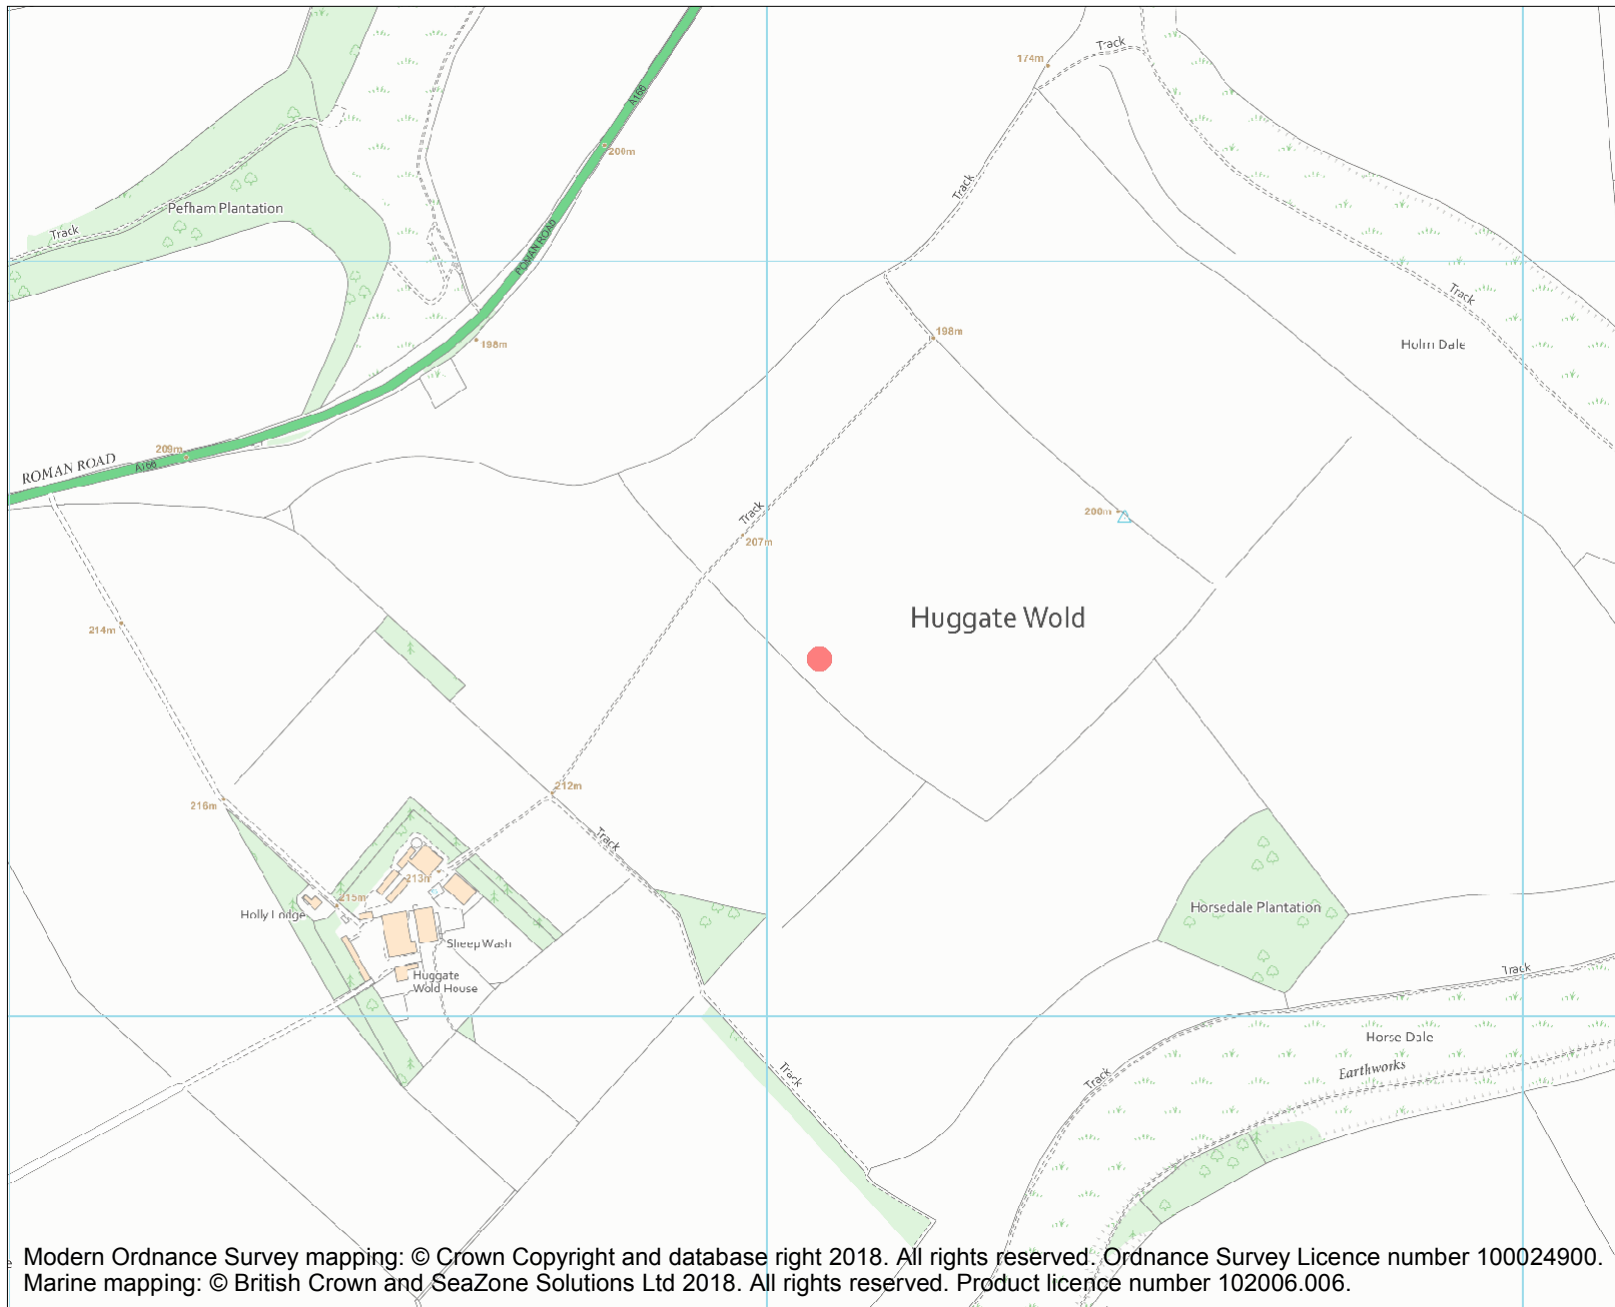 Track
174m
A166
200m
Track
Pefham Plantation
Track
ROMAN ROAD
Track
198m
198m
Holm Dale
209m
ROMAN ROAD
A166
Track
200m
207m
Huggate Wold
214m
212m
216m
Track
213m
215m
Holly Lodge
Horsedale Plantation
Sheep Wash
Huggate
Wold House
Track
Horse Dale
Track
Track
Earthworks
Modern Ordnance Survey mapping: © Crown Copyright and database right 2018. All rights reserved. Ordnance Survey Licence number 100024900.
Marine mapping: © British Crown and SeaZone Solutions Ltd 2018. All rights reserved. Product licence number 102006.006.